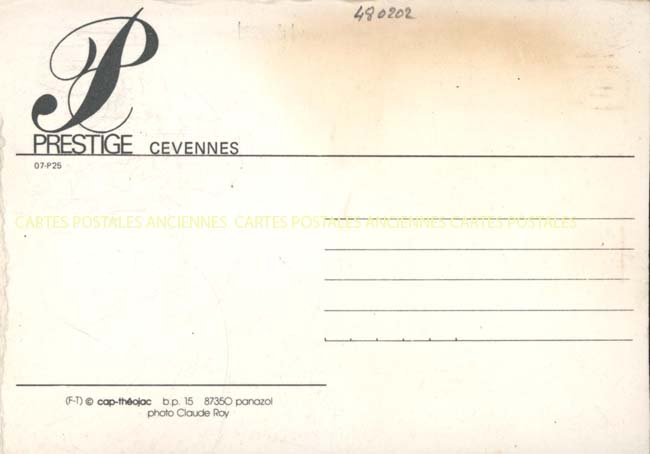 480202
P
PRESTIGE CEVENNES
07-P25
CARTES POSTALES ANCIENNES CARTES POSTALES ANCIENNES CARTES POSTALES
(F-T) © cap-théojac b.p. 15 87350 panazol
photo Claude Roy